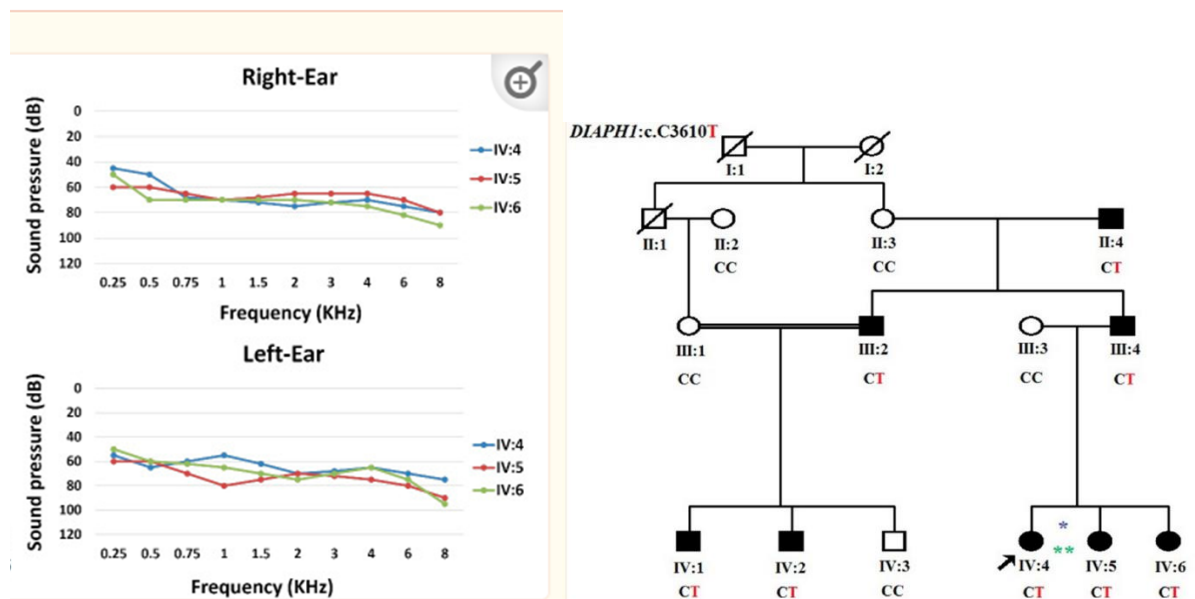 Right-Ear
Sound pressure (dB)
0
20
40
60
80
100
120
0.25 0.5 0.75 1 1.5 2 3 4 6 8
Frequency (KHz)
IV:4
IV:5
IV:6
Left-Ear
Sound pressure (dB)
0
20
40
60
80
100
120
0.25 0.5 0.75 1 1.5 2 3 4 6 8
Frequency (KHz)
IV:4
IV:5
IV:6
DIAPH1:c.C3610T
I:1 I:2
II:1 II:2 II:3 II:4
CC CC CT
III:1 III:2 III:3 III:4
CC CT CC CT
*
**
IV:1 IV:2 IV:3 IV:4 IV:5 IV:6
CT CT CC CT CT CT